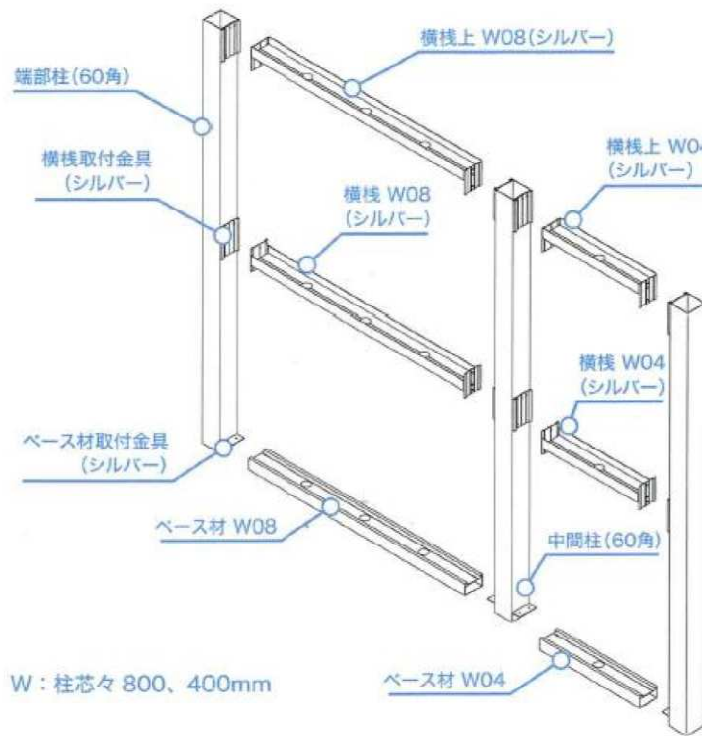 横桟上 W08(シルバー)
端部柱(60角)
横桟取付金具
(シルバー)
横桟 W08
(シルバー)
横桟上 W04
(シルバー)
横桟 W04
(シルバー)
ベース材取付金具
(シルバー)
ベース材 W08
中間柱(60角)
W:柱芯々 800、400mm
ベース材 W04